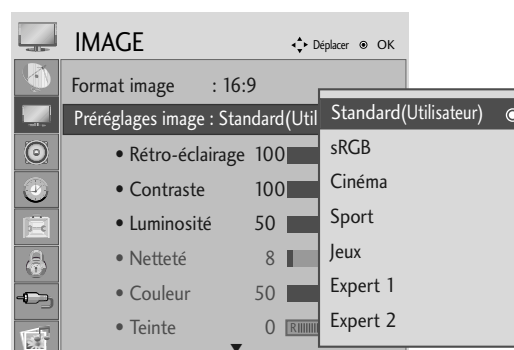 IMAGE
Déplacer OK
Format image : 16:9
Préréglages image : Standard(Util
• Rétro-éclairage 100
• Contraste 100
• Luminosité 50
• Netteté 8
• Couleur 50
• Teinte 0 R
Standard(Utilisateur)
sRGB
Cinéma
Sport
Jeux
Expert 1
Expert 2